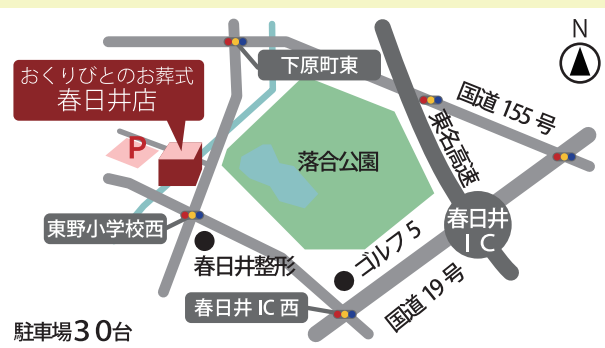 N
下原町東
おくりびとのお葬式
春日井店
国道 155 号
東名高速
P
落合公園
春日井
IC
東野小学校西
春日井整形
ゴルフ 5
春日井 IC 西
国道 19 号
駐車場30台